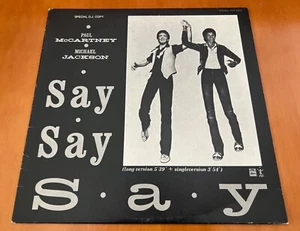 SPECIAL D.J. COPY
PAUL
McCARTNEY
MICHAEL
JACKSON
Say
Say
S·a·y
(long version 5'39" + singleversion 3'54")